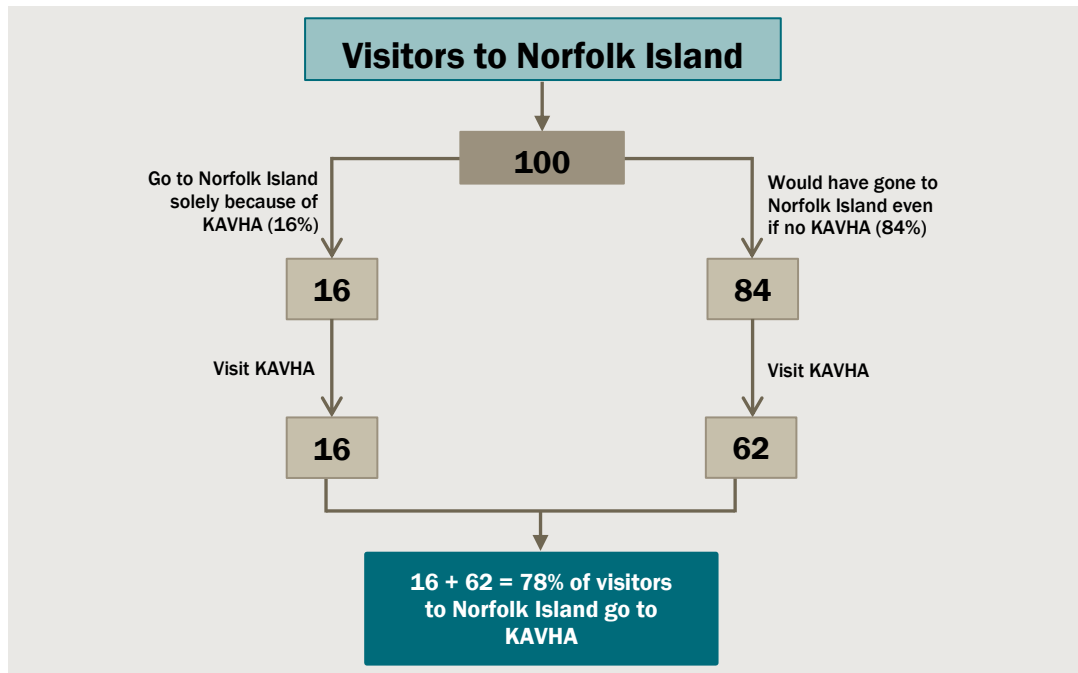 Visitors to Norfolk Island
100
Go to Norfolk Island
solely because of
KAVHA (16%)
Would have gone to
Norfolk Island even
if no KAVHA (84%)
16
84
Visit KAVHA
Visit KAVHA
16
62
16 + 62 = 78% of visitors
to Norfolk Island go to
KAVHA